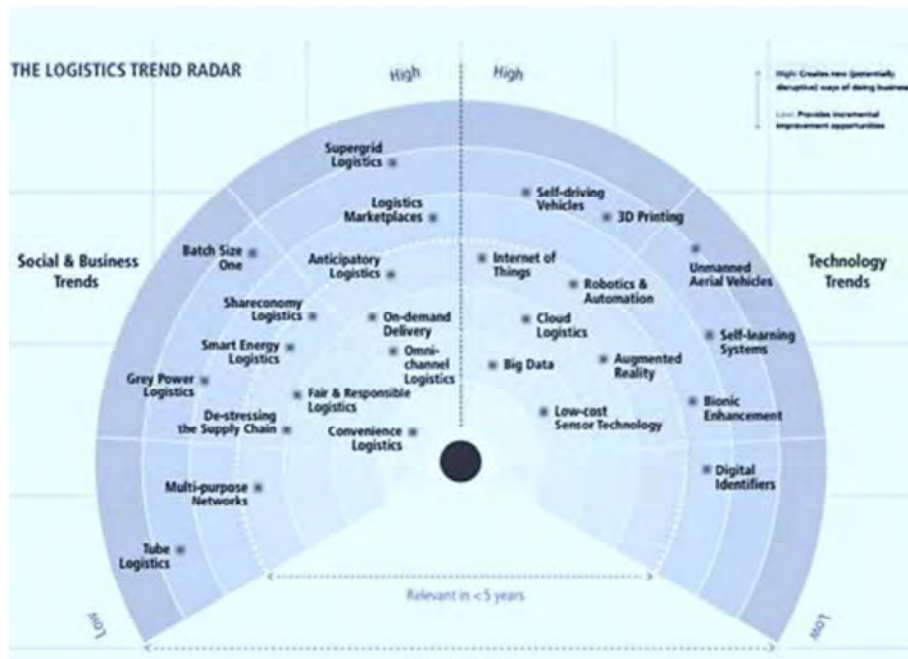 THE LOGISTICS TREND RADAR
High
High
High: Creates new (potentially
disruptive) ways of doing business
Low: Provides incremental
improvement opportunities
Social & Business
Trends
Technology
Trends
Supergrid
Logistics
Logistics
Marketplaces
Batch Size
One
Anticipatory
Logistics
Shareconomy
Logistics
On-demand
Delivery
Smart Energy
Logistics
Omni-
channel
Logistics
Grey Power
Logistics
Fair & Responsible
Logistics
De-stressing
the Supply Chain
Convenience
Logistics
Multi-purpose
Networks
Tube
Logistics
Self-driving
Vehicles
3D Printing
Internet of
Things
Unmanned
Aerial Vehicles
Robotics &
Automation
Cloud
Logistics
Self-learning
Systems
Big Data
Augmented
Reality
Bionic
Enhancement
Low-cost
Sensor Technology
Digital
Identifiers
Relevant in < 5 years
Low
Low